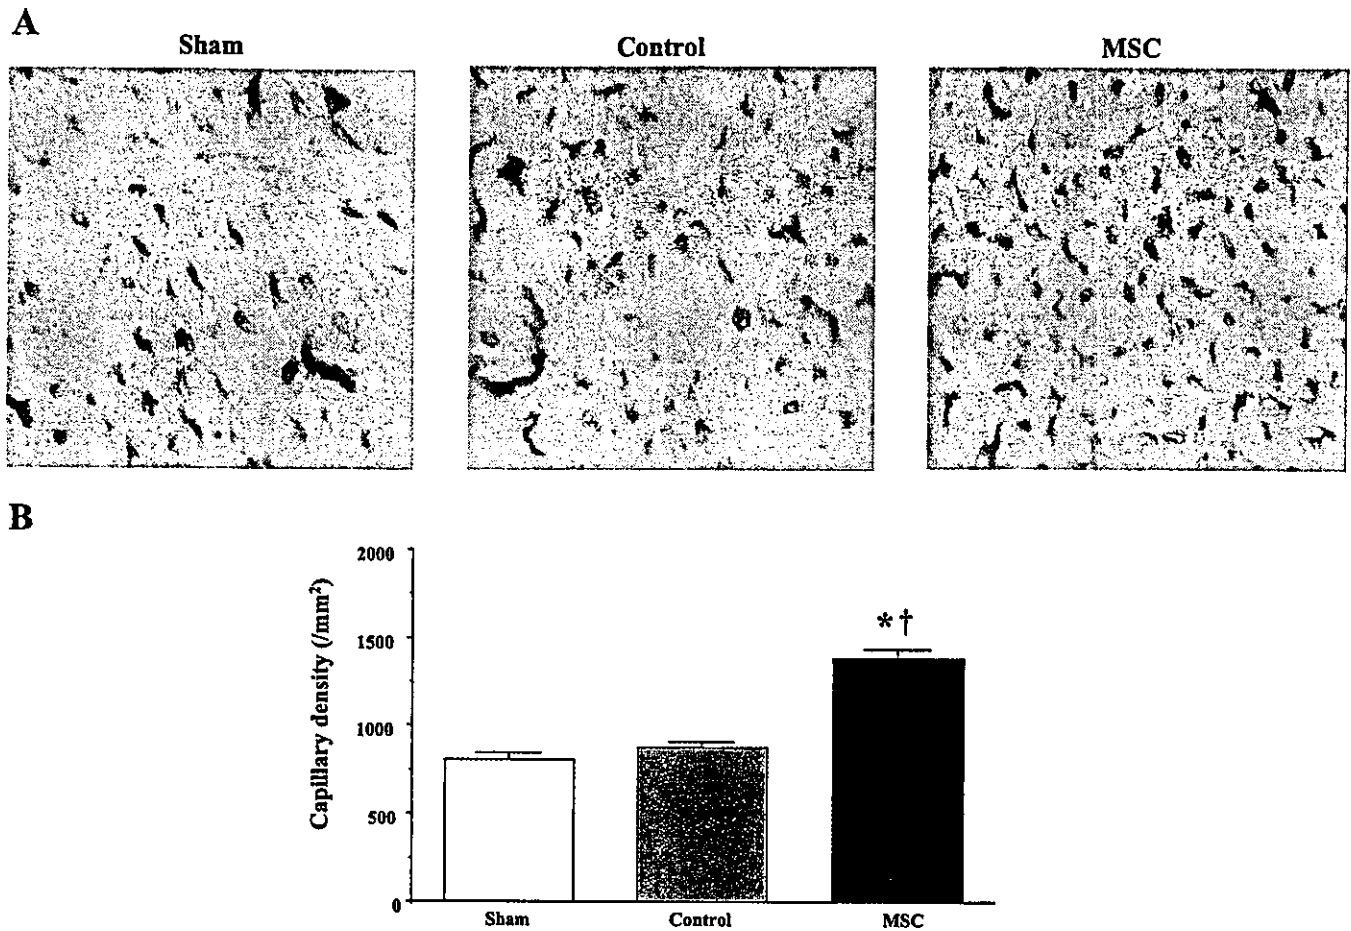 A
Sham Control MSC
B
Capillary density (/mm²)
2000
1500
1000
500
0
*†
Sham Control MSC